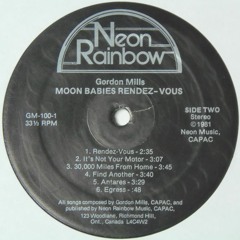 Neon
Rainbow
Gordon Mills
MOON BABIES RENDEZ-VOUS
GM-100-1
33⅓ RPM
SIDE TWO
Stereo
©1981
Neon Music,
CAPAC
1. Rendez-Vous - 2:35
2. It's Not Your Motor - 3:07
3. 30,000 Miles From Home - 3:45
4. Find Another - 3:40
5. Antares - 3:29
6. Egress - :48
All songs composed by Gordon Mills, CAPAC, and
published by Neon Rainbow Music, CAPAC,
123 Woodlane, Richmond Hill,
Ont., Canada L4C4W2